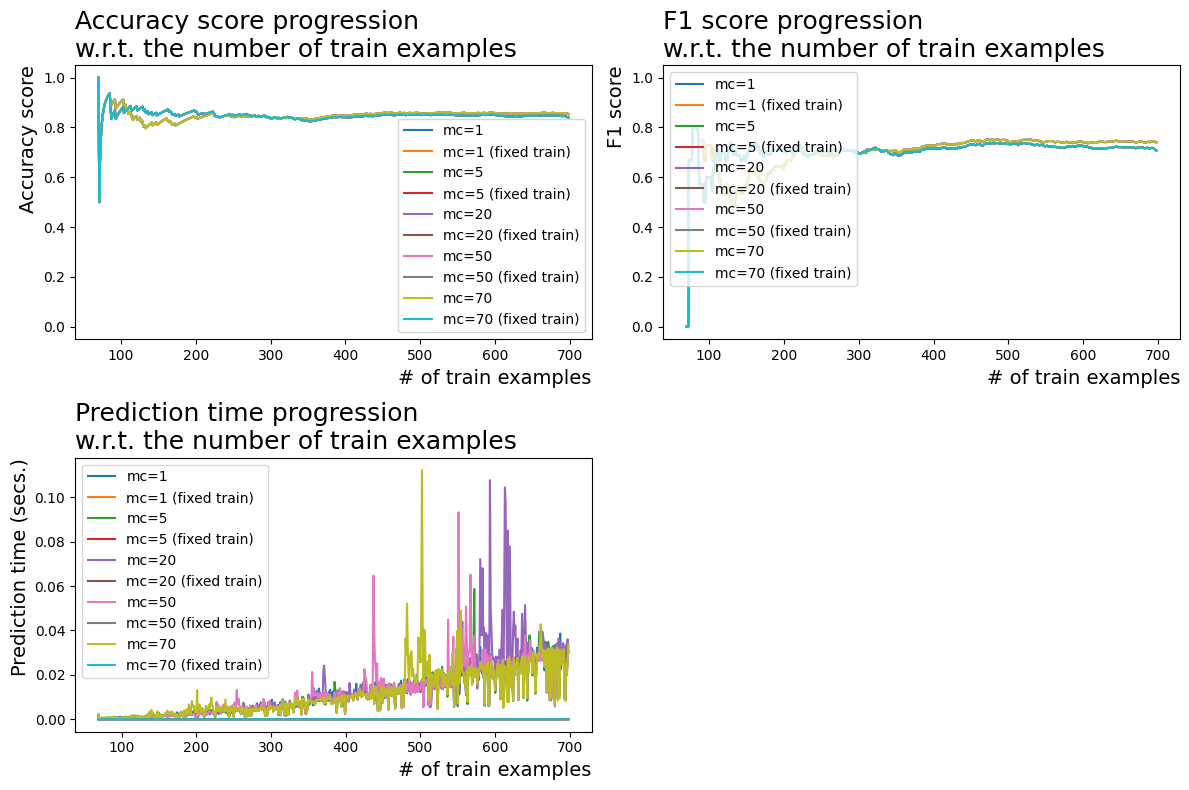 Accuracy score progression
w.r.t. the number of train examples
Accuracy score
1.0
0.8
0.6
0.4
0.2
0.0
mc=1
mc=1 (fixed train)
mc=5
mc=5 (fixed train)
mc=20
mc=20 (fixed train)
mc=50
mc=50 (fixed train)
mc=70
mc=70 (fixed train)
100 200 300 400 500 600 700
# of train examples
F1 score progression
w.r.t. the number of train examples
F1 score
1.0
0.8
0.6
0.4
0.2
0.0
mc=1
mc=1 (fixed train)
mc=5
mc=5 (fixed train)
mc=20
mc=20 (fixed train)
mc=50
mc=50 (fixed train)
mc=70
mc=70 (fixed train)
100 200 300 400 500 600 700
# of train examples
Prediction time progression
w.r.t. the number of train examples
Prediction time (secs.)
0.10
0.08
0.06
0.04
0.02
0.00
mc=1
mc=1 (fixed train)
mc=5
mc=5 (fixed train)
mc=20
mc=20 (fixed train)
mc=50
mc=50 (fixed train)
mc=70
mc=70 (fixed train)
100 200 300 400 500 600 700
# of train examples